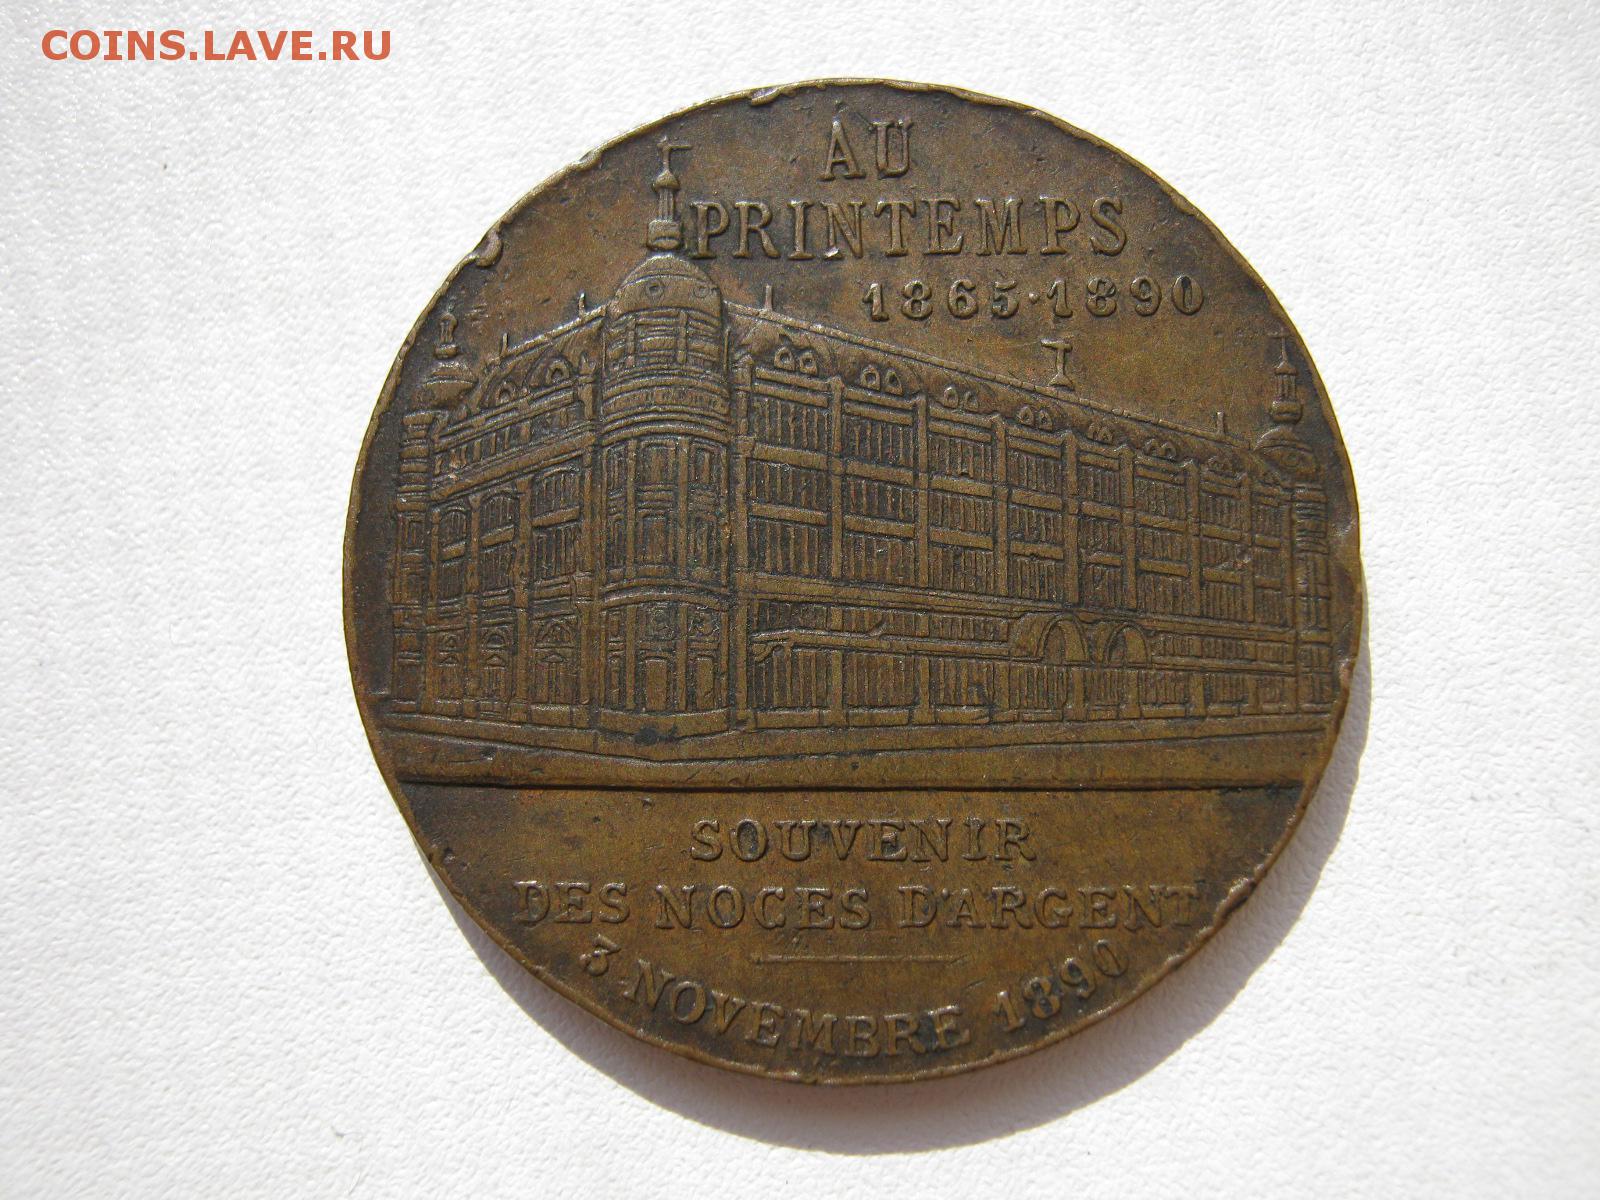 COINS.LAVE.RU
AU
PRINTEMPS
1865·1890
SOUVENIR
DES NOCES D'ARGENT
3 NOVEMBRE 1890